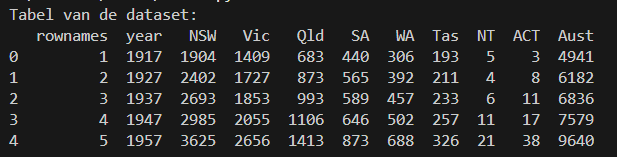 Tabel van de dataset:
rownames year NSW Vic Qld SA WA Tas NT ACT Aust
0 1 1917 1904 1409 683 440 306 193 5 3 4941
1 2 1927 2402 1727 873 565 392 211 4 8 6182
2 3 1937 2693 1853 993 589 457 233 6 11 6836
3 4 1947 2985 2055 1106 646 502 257 11 17 7579
4 5 1957 3625 2656 1413 873 688 326 21 38 9640